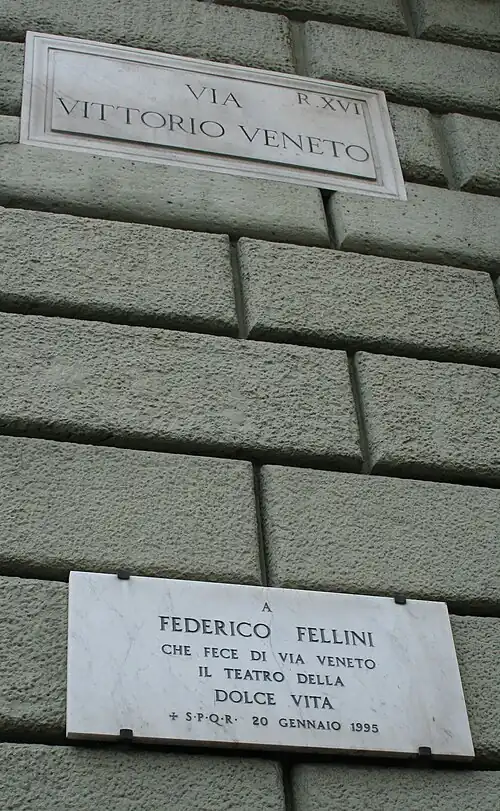 VIA R. XVI
VITTORIO VENETO
A
FEDERICO FELLINI
CHE FECE DI VIA VENETO
IL TEATRO DELLA
DOLCE VITA
✢ S·P·Q·R· 20 GENNAIO 1995